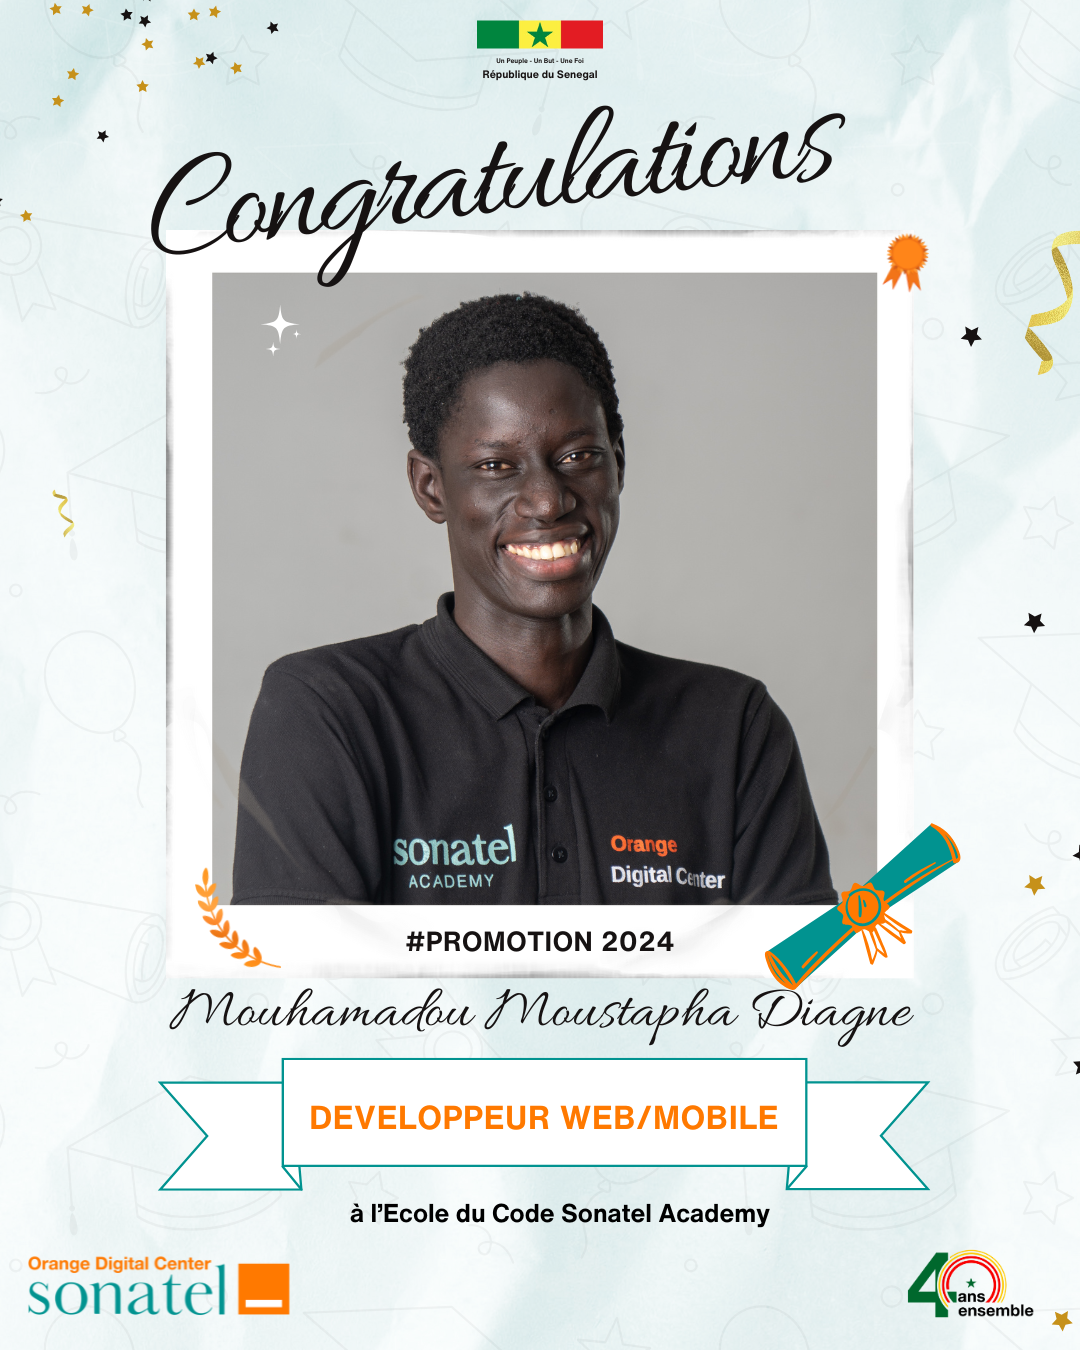 Un Peuple - Un But - Une Foi
République du Senegal
Congratulations
sonatel
ACADEMY
Orange
Digital Center
#PROMOTION 2024
Mouhamadou Moustapha Diagne
DEVELOPPEUR WEB/MOBILE
à l'Ecole du Code Sonatel Academy
Orange Digital Center
sonatel
40
ans
ensemble